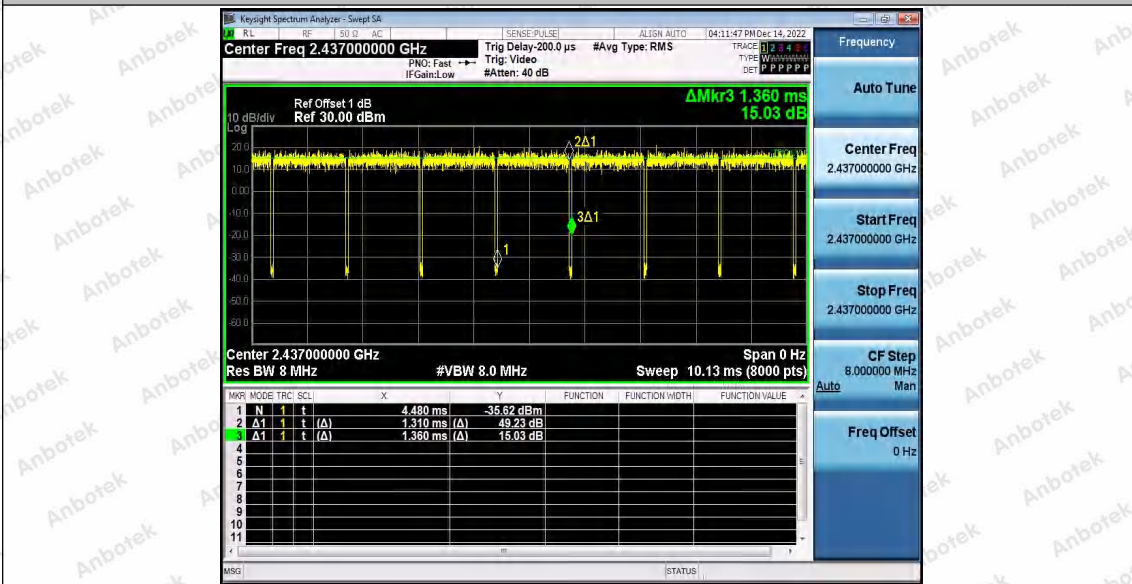 Keysight Spectrum Analyzer - Swept SA
RL RF 50 Ω AC SENSE:PULSE ALIGN AUTO 04:11:47 PM Dec 14, 2022
Center Freq 2.437000000 GHz
PNO: Fast
IFGain:Low
Trig Delay-200.0 µs
Trig: Video
#Atten: 40 dB
#Avg Type: RMS
TRACE 1 2 3 4 5 6
TYPE W
DET P P P P P P
ΔMkr3 1.360 ms
15.03 dB
Ref Offset 1 dB
10 dB/div Ref 30.00 dBm
Log
20.0
10.0
0.00
-10.0
-20.0
-30.0
-40.0
-50.0
-60.0
2Δ1
3Δ1
1
Center 2.437000000 GHz Span 0 Hz
Res BW 8 MHz #VBW 8.0 MHz Sweep 10.13 ms (8000 pts)
MKR MODE TRC SCL X Y FUNCTION FUNCTION WIDTH FUNCTION VALUE
1 N 1 t 4.480 ms -35.62 dBm
2 Δ1 1 t (Δ) 1.310 ms (Δ) 49.23 dB
3 Δ1 1 t (Δ) 1.360 ms (Δ) 15.03 dB
4
5
6
7
8
9
10
11
MSG STATUS
Frequency
Auto Tune
Center Freq
2.437000000 GHz
Start Freq
2.437000000 GHz
Stop Freq
2.437000000 GHz
CF Step
8.000000 MHz
Auto Man
Freq Offset
0 Hz
Anbotek